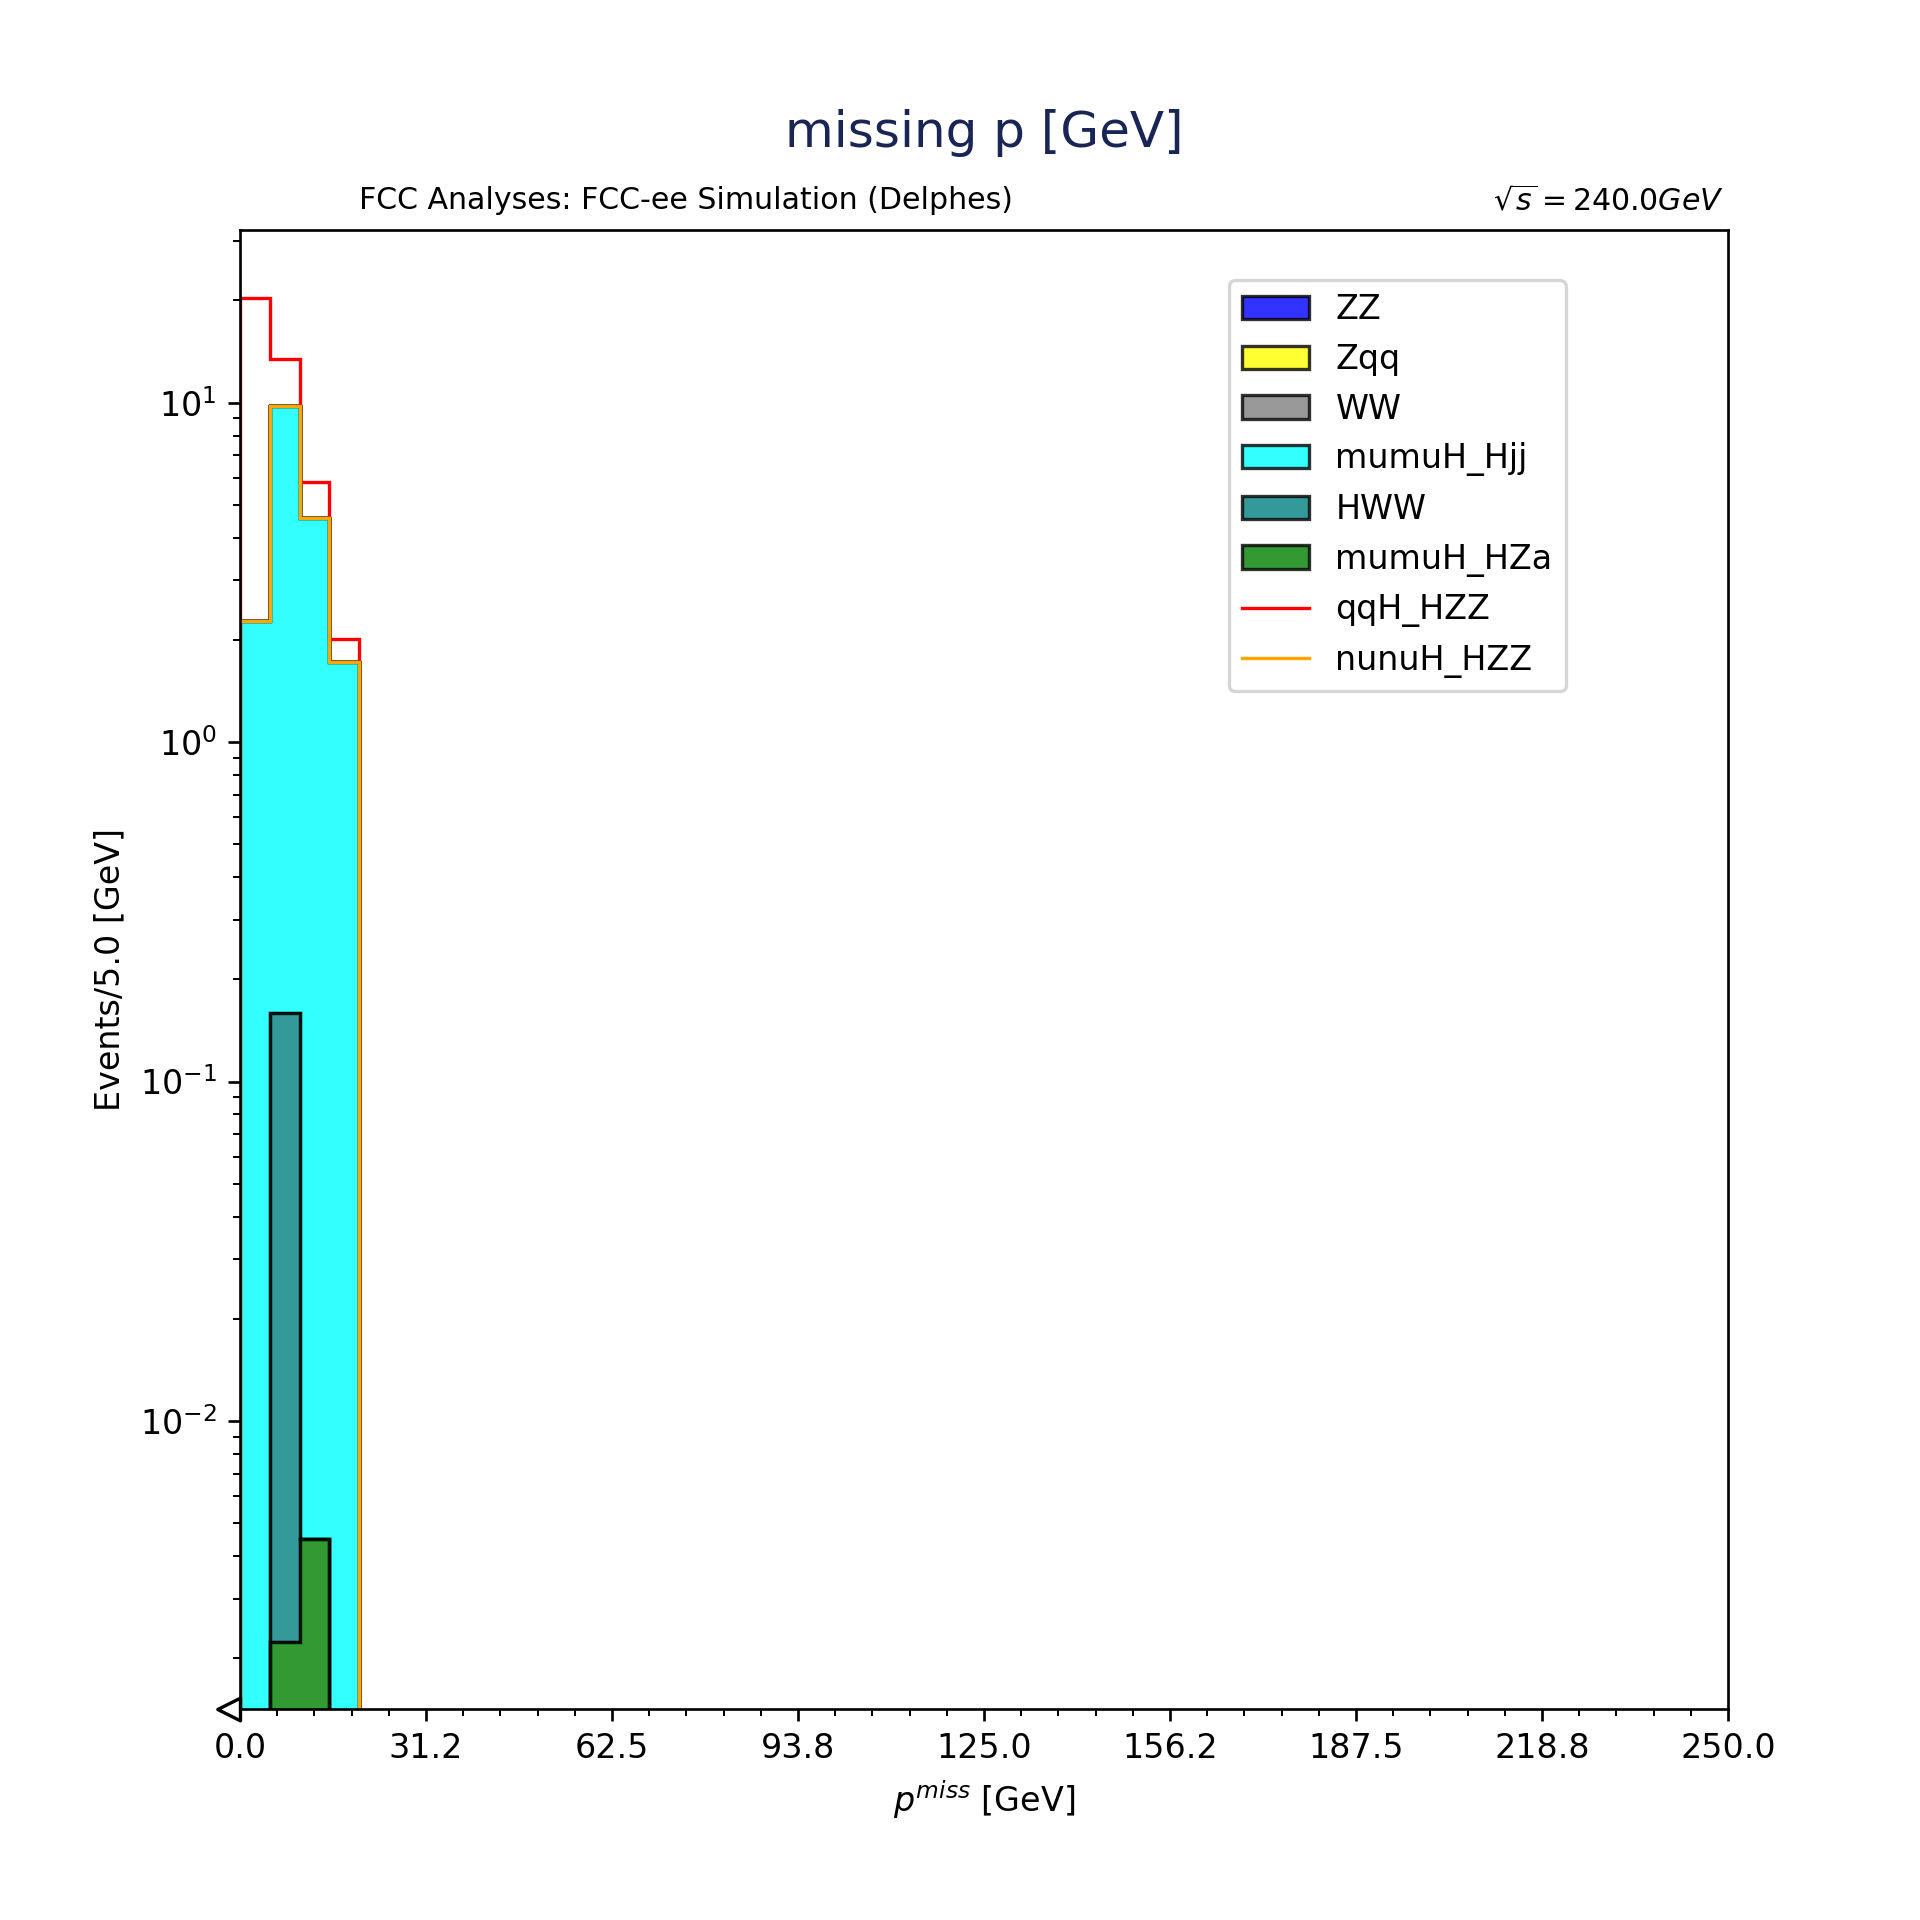 missing p [GeV]
FCC Analyses: FCC-ee Simulation (Delphes)
√s = 240.0GeV
ZZ
Zqq
WW
mumuH_Hjj
HWW
mumuH_HZa
qqH_HZZ
nunuH_HZZ
10¹
10⁰
10⁻¹
10⁻²
Events/5.0 [GeV]
0.0 31.2 62.5 93.8 125.0 156.2 187.5 218.8 250.0
pᵐⁱˢˢ [GeV]